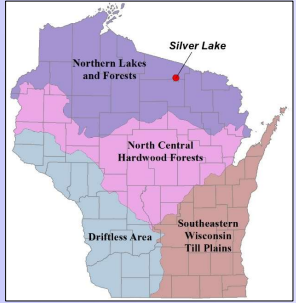 Silver Lake
Northern Lakes
and Forests
North Central
Hardwood Forests
Southeastern
Wisconsin
Till Plains
Driftless Area